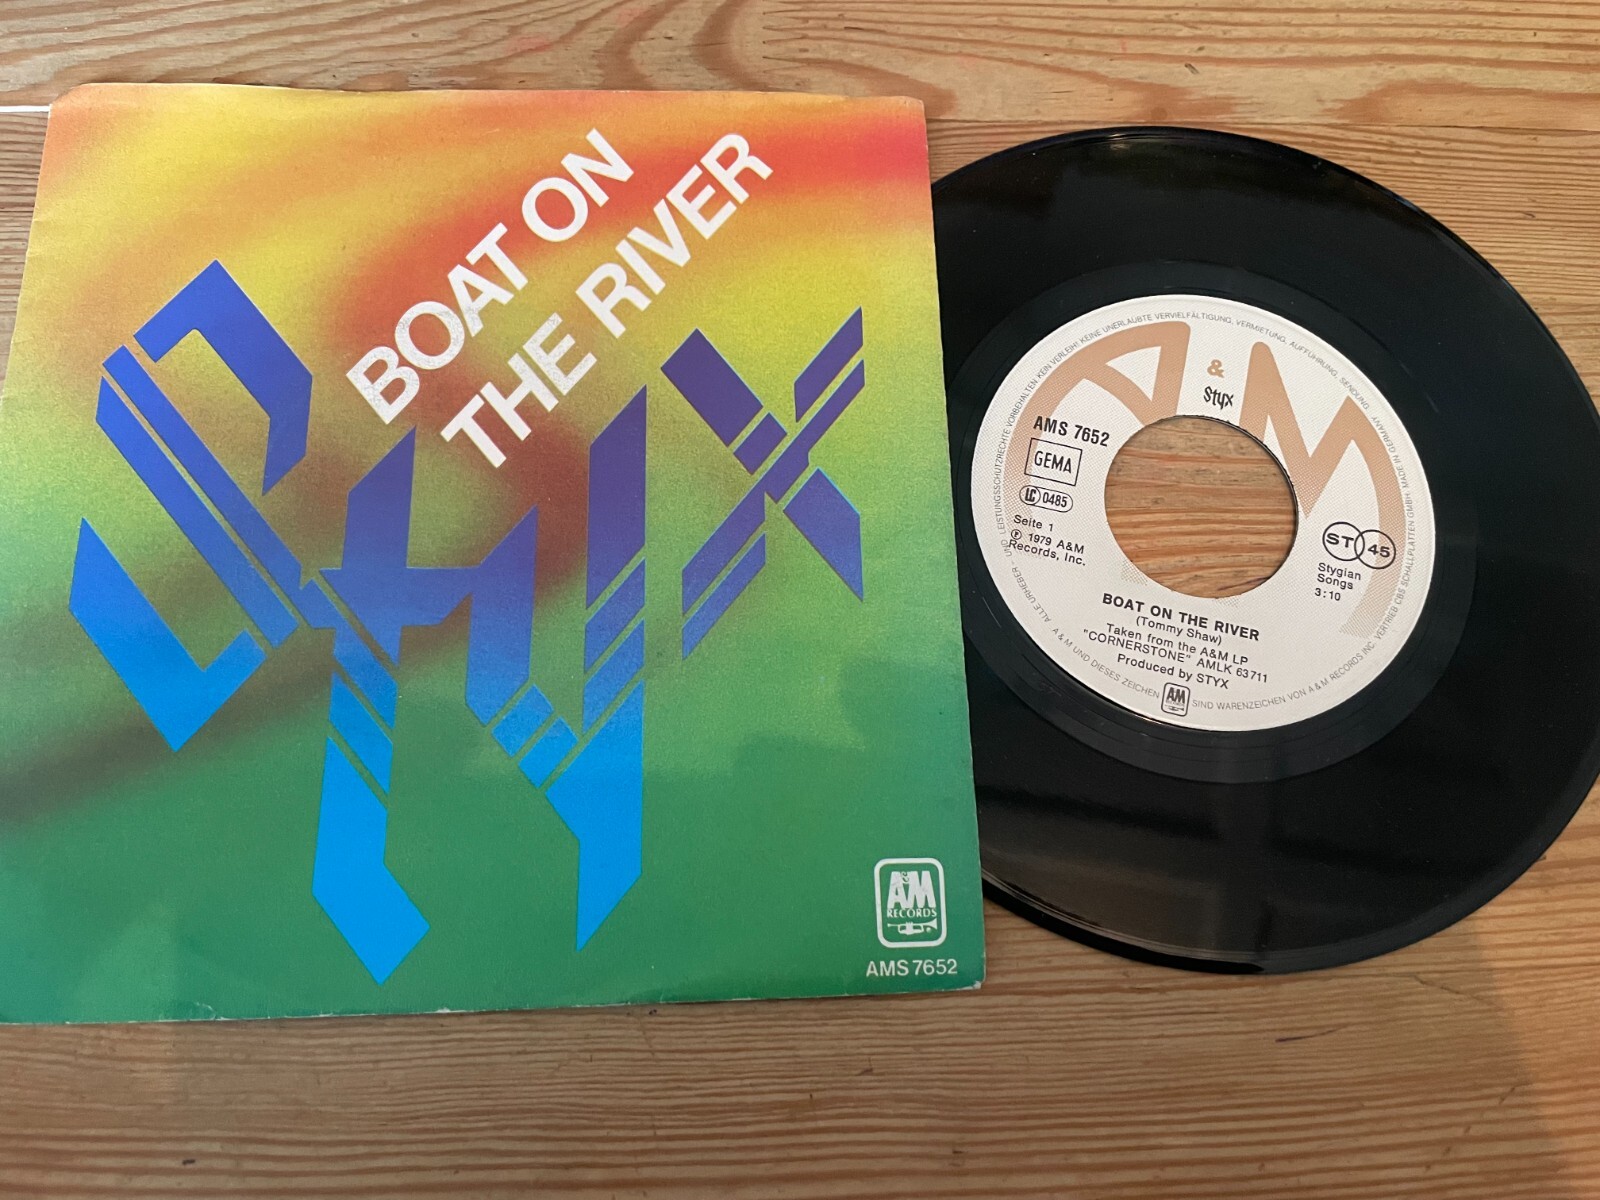 BOAT ON
THE RIVER
Styx
A&M
RECORDS
AMS 7652
A & M
Styx
AMS 7652
GEMA
LC 0485
Seite 1
℗ 1979 A&M
Records, Inc.
ST 45
Stygian
Songs
3:10
BOAT ON THE RIVER
(Tommy Shaw)
Taken from the A&M LP
"CORNERSTONE" AMLK 63711
Produced by STYX
ALLE URHEBER- UND LEISTUNGSSCHUTZRECHTE VORBEHALTEN. KEIN VERLEIH! KEINE UNERLAUBTE VERVIELFÄLTIGUNG, VERMIETUNG, AUFFÜHRUNG, SENDUNG! MADE IN GERMANY
A&M UND DIESES ZEICHEN A&M SIND WARENZEICHEN VON A&M RECORDS INC. VERTRIEB CBS SCHALLPLATTEN GMBH